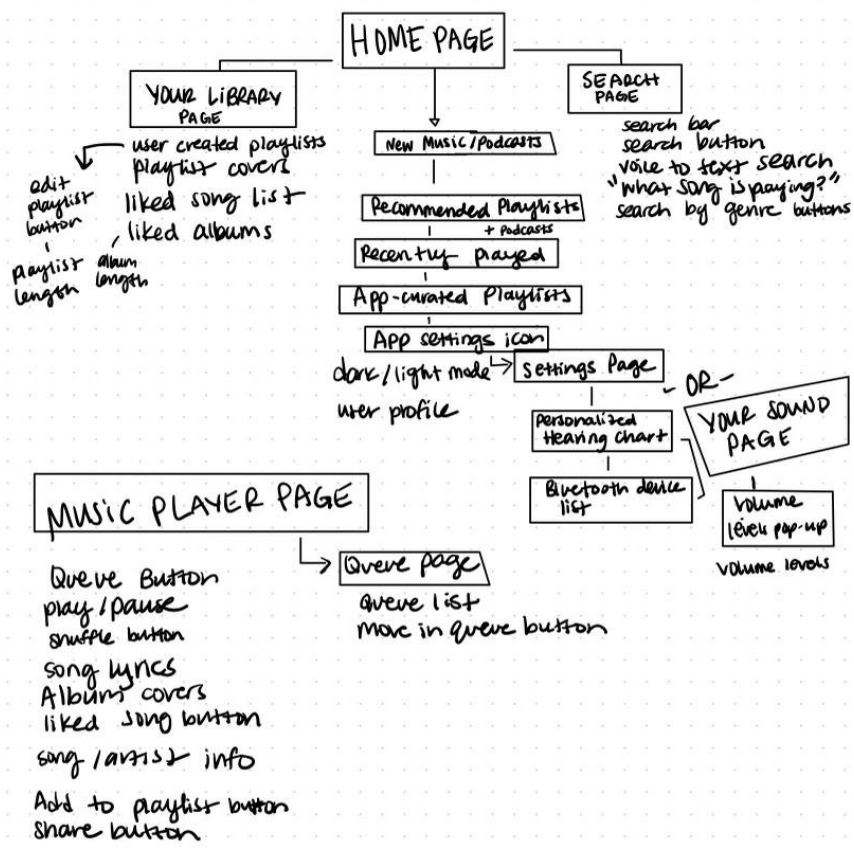 HOME PAGE
YOUR LIBRARY
PAGE
user created playlists
playlist covers
liked song list
liked albums
edit
playlist
button
playlist
length
album
length
New Music/Podcasts
Recommended Playlists
+ Podcasts
Recently played
App-curated Playlists
App settings icon
dark/light mode
user profile
Settings Page
Personalized
Hearing chart
Bluetooth device
list
- OR -
YOUR SOUND
PAGE
Volume
levels pop-up
volume levels
SEARCH
PAGE
search bar
search button
voice to text search
"What song is playing?"
search by genre buttons
MUSIC PLAYER PAGE
Queue Button
play/pause
shuffle button
song lyrics
Album covers
liked song button
song/artist info
Add to playlist button
share button
Queue page
queue list
move in queue button